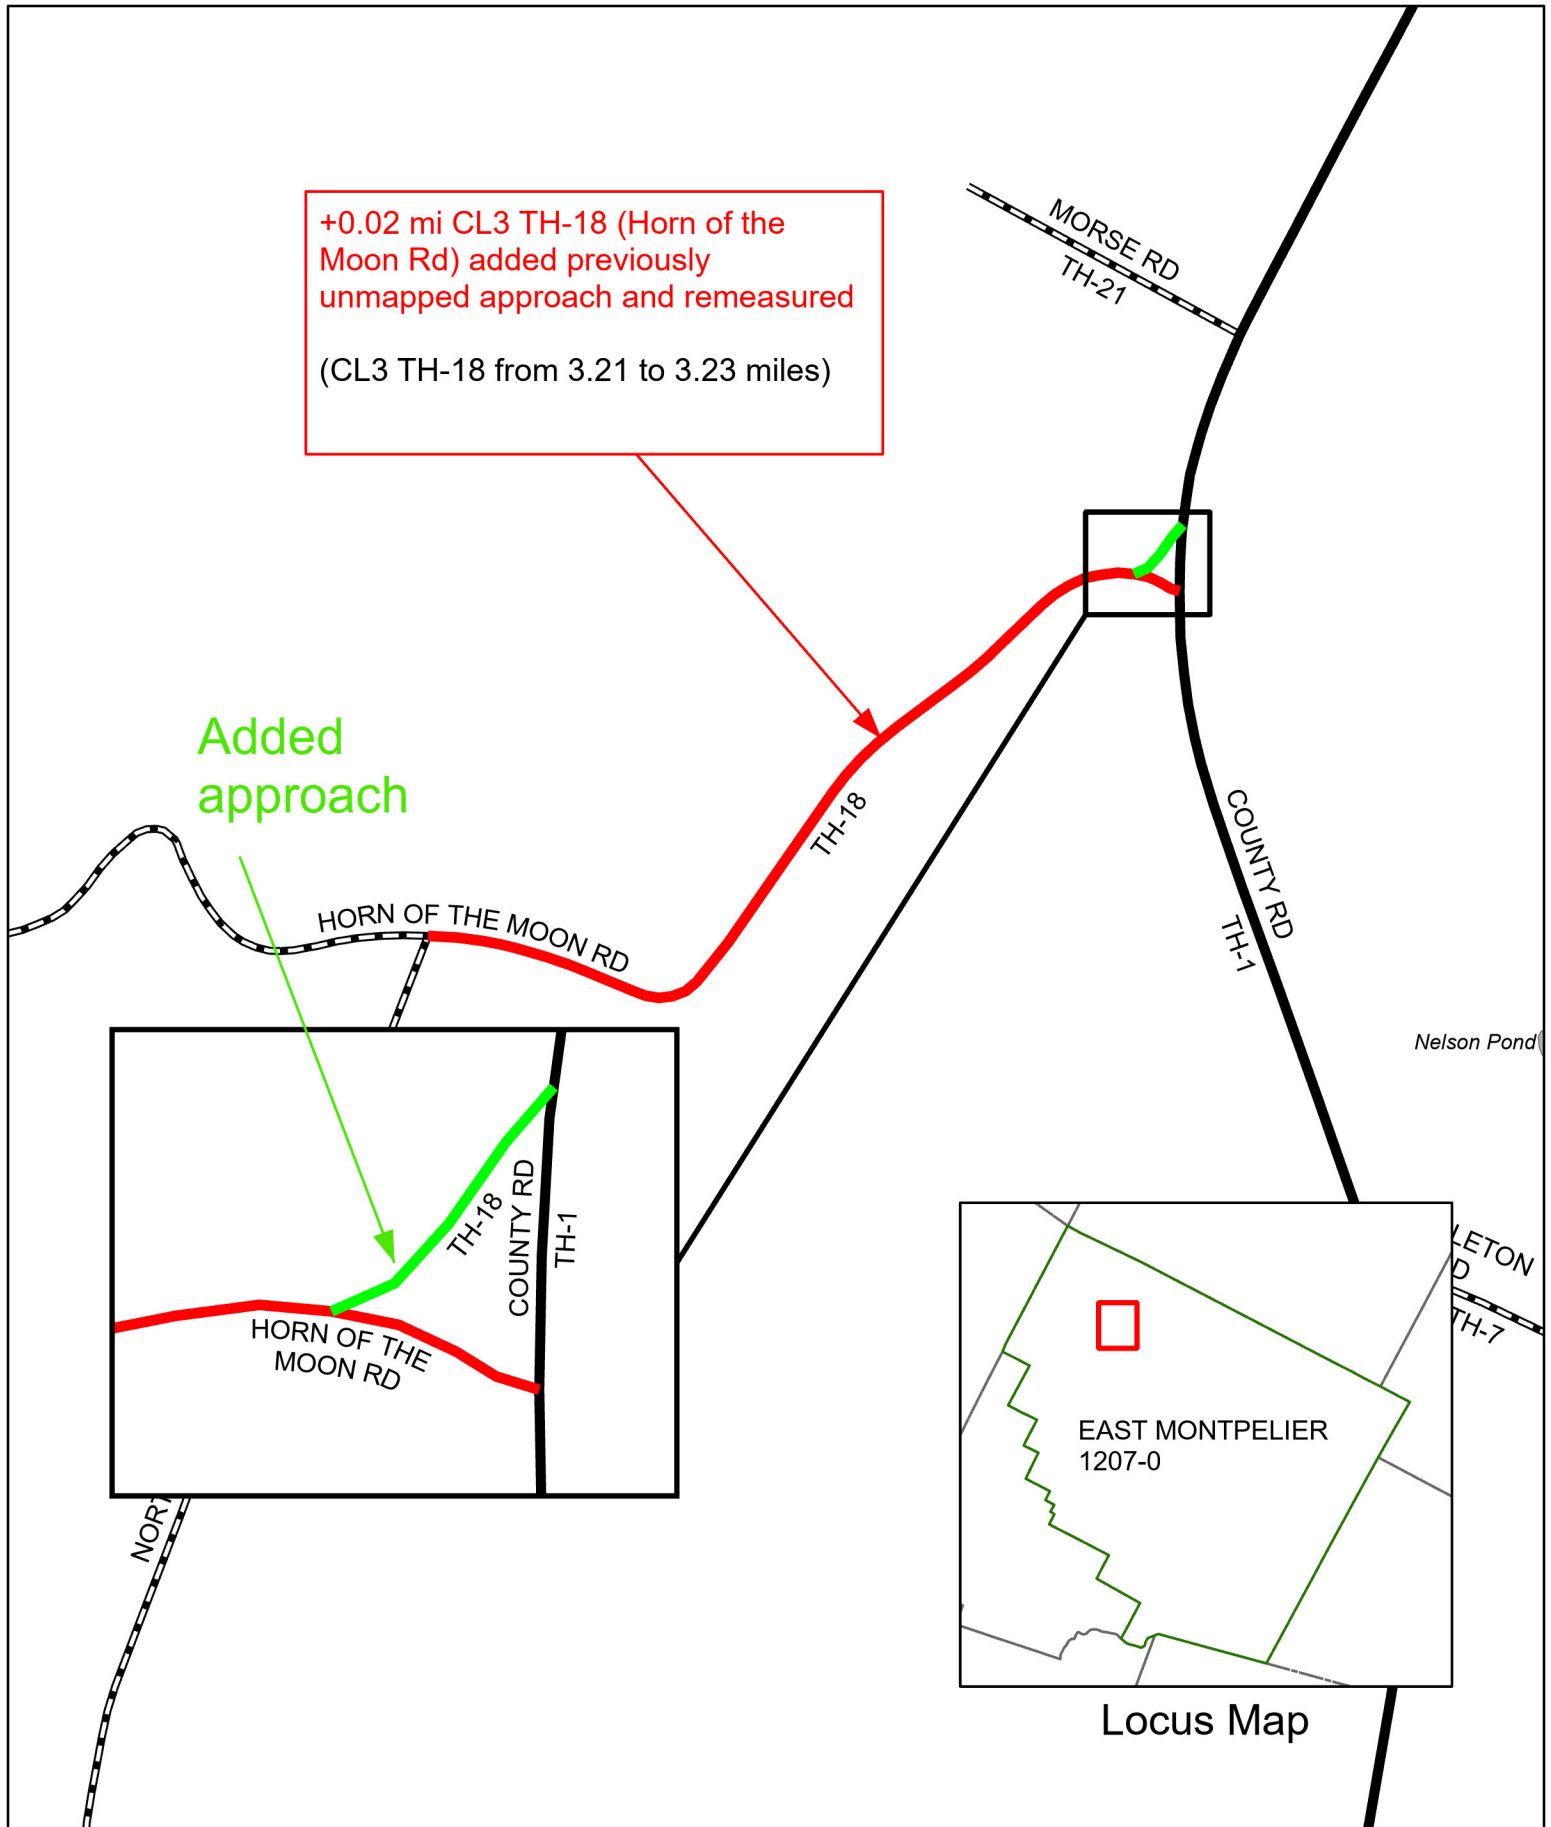 MORSE RD
TH-21
+0.02 mi CL3 TH-18 (Horn of the
Moon Rd) added previously
unmapped approach and remeasured
(CL3 TH-18 from 3.21 to 3.23 miles)
Added
approach
TH-18
COUNTY RD
TH-1
HORN OF THE MOON RD
Nelson Pond
TH-18
COUNTY RD
TH-1
HORN OF THE
MOON RD
LETON
D
TH-7
EAST MONTPELIER
1207-0
NORT
Locus Map